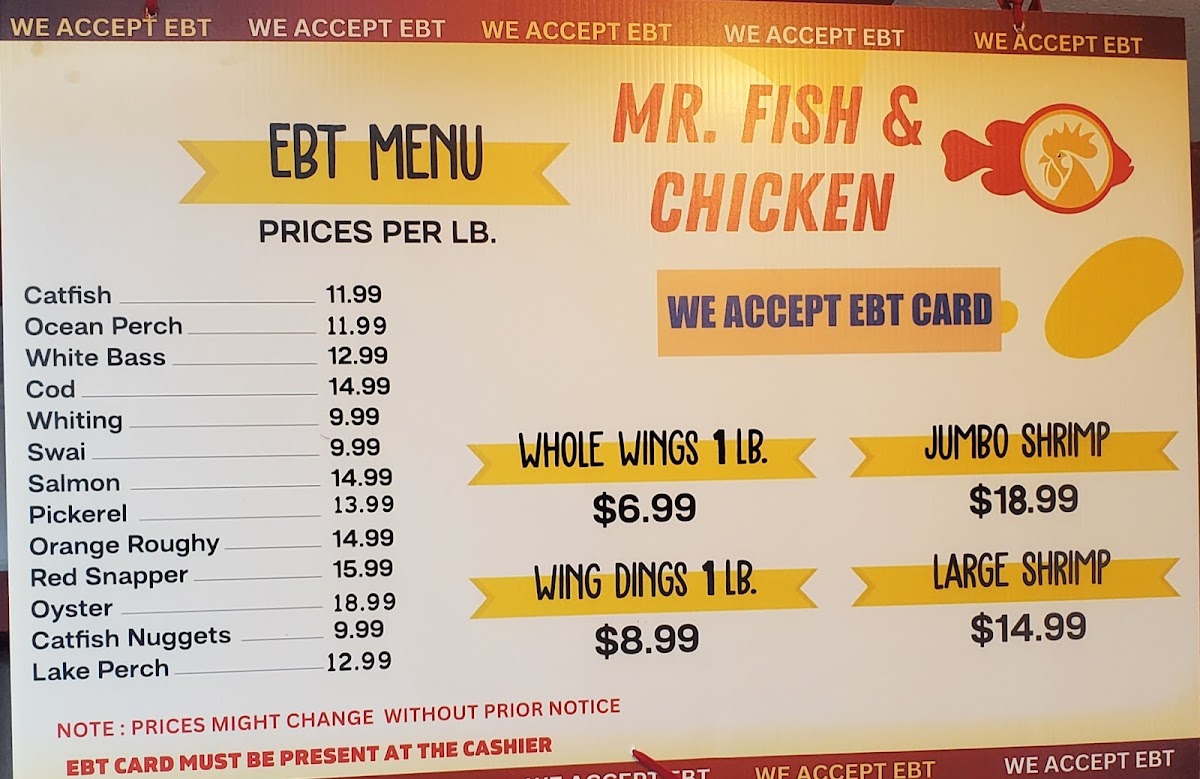 WE ACCEPT EBT WE ACCEPT EBT WE ACCEPT EBT WE ACCEPT EBT WE ACCEPT EBT
EBT MENU
PRICES PER LB.
Catfish 11.99
Ocean Perch 11.99
White Bass 12.99
Cod 14.99
Whiting 9.99
Swai 9.99
Salmon 14.99
Pickerel 13.99
Orange Roughy 14.99
Red Snapper 15.99
Oyster 18.99
Catfish Nuggets 9.99
Lake Perch 12.99
MR. FISH &
CHICKEN
WE ACCEPT EBT CARD
WHOLE WINGS 1 LB.
$6.99
JUMBO SHRIMP
$18.99
WING DINGS 1 LB.
$8.99
LARGE SHRIMP
$14.99
NOTE : PRICES MIGHT CHANGE WITHOUT PRIOR NOTICE
EBT CARD MUST BE PRESENT AT THE CASHIER
WE ACCEPT EBT WE ACCEPT EBT WE ACCEPT EBT